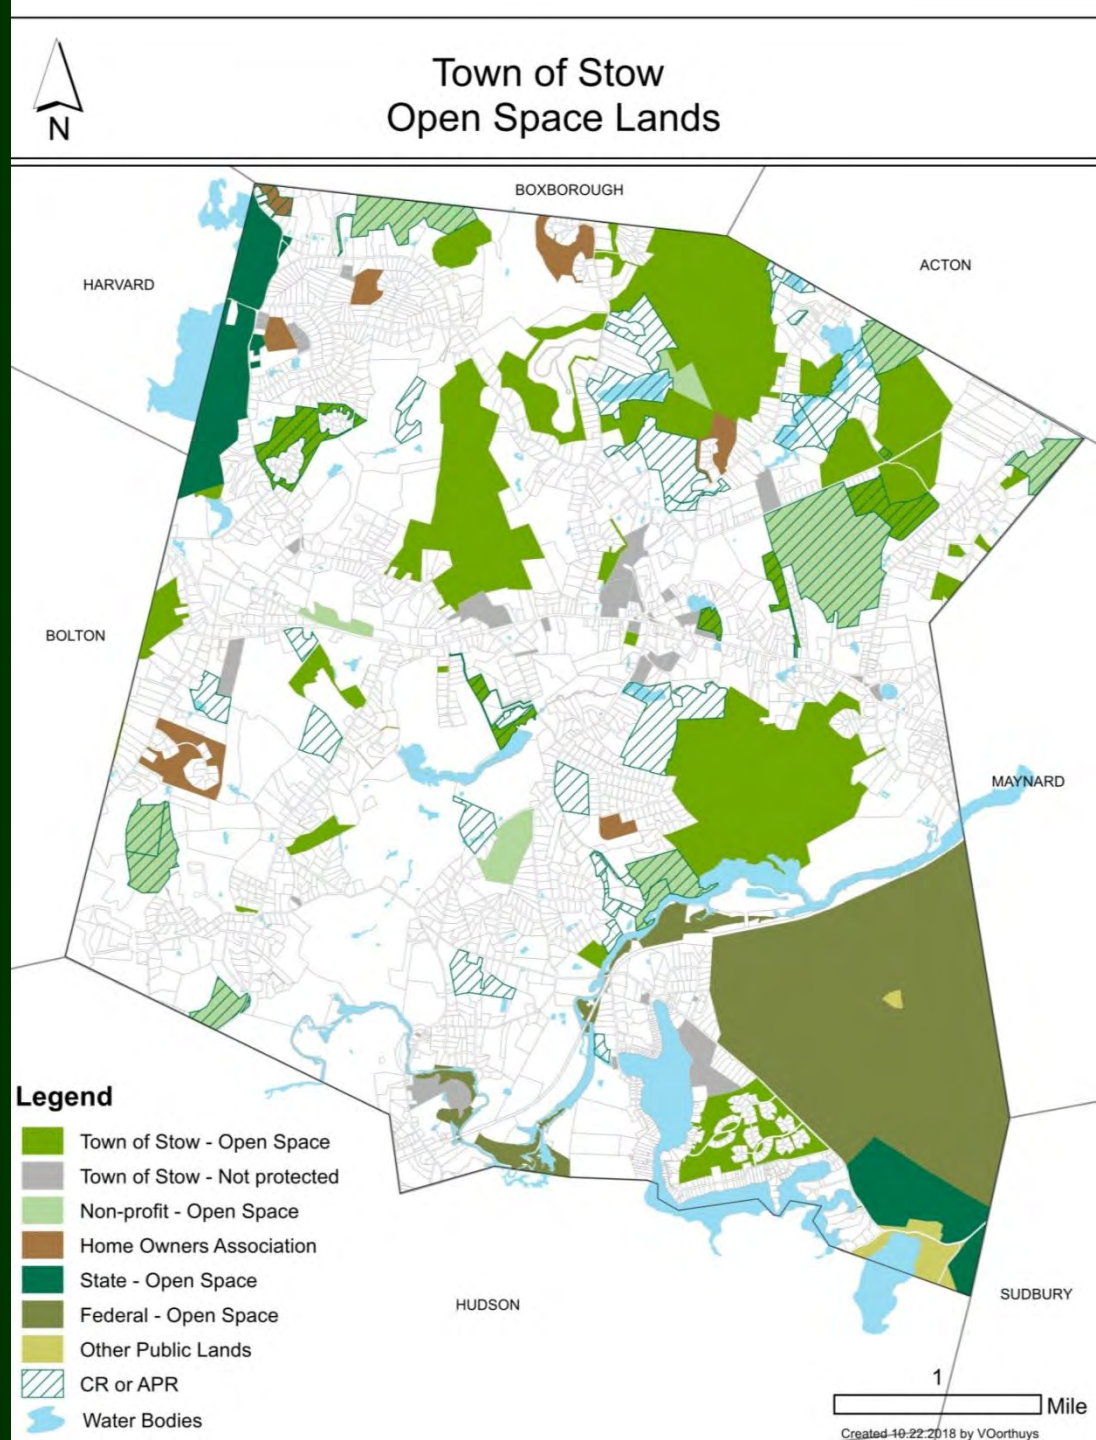 Town of Stow
Open Space Lands
N
BOXBOROUGH
ACTON
HARVARD
BOLTON
MAYNARD
HUDSON
SUDBURY
Legend
Town of Stow - Open Space
Town of Stow - Not protected
Non-profit - Open Space
Home Owners Association
State - Open Space
Federal - Open Space
Other Public Lands
CR or APR
Water Bodies
1
Mile
Created 10.22.2018 by VOorthuys